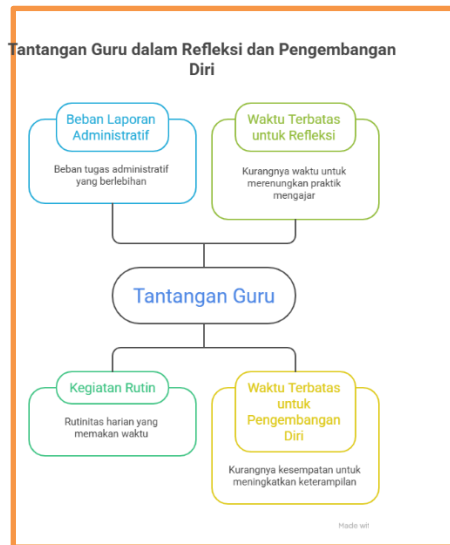 Tantangan Guru dalam Refleksi dan Pengembangan
Diri
Beban Laporan
Administratif
Beban tugas administratif
yang berlebihan
Waktu Terbatas
untuk Refleksi
Kurangnya waktu untuk
merenungkan praktik
mengajar
Tantangan Guru
Kegiatan Rutin
Rutinitas harian yang
memakan waktu
Waktu Terbatas
untuk
Pengembangan
Diri
Kurangnya kesempatan untuk
meningkatkan keterampilan
Made wit